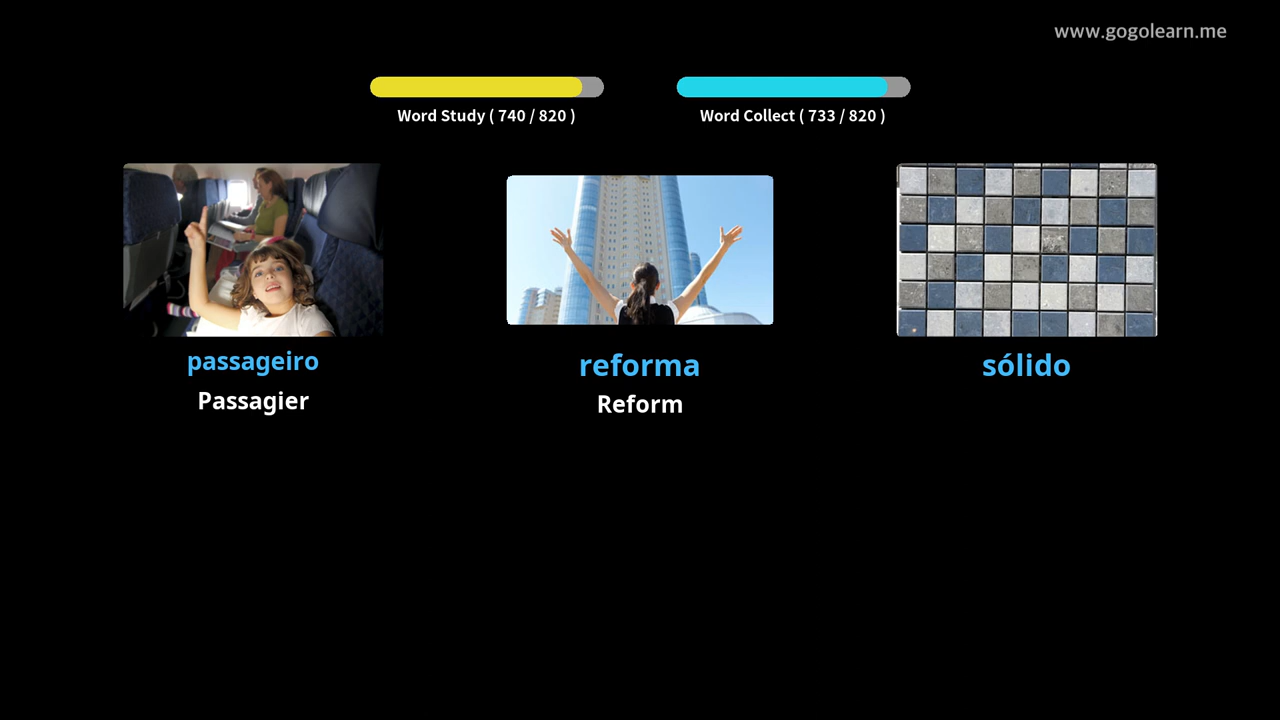 www.gogolearn.me
Word Study ( 740 / 820 )
Word Collect ( 733 / 820 )
passageiro
Passagier
reforma
Reform
sólido